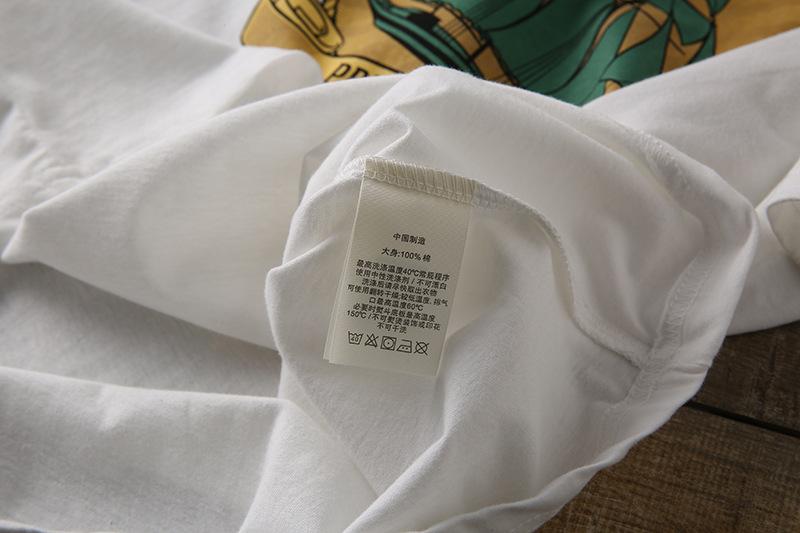 PR
中国制造
大身:100% 棉
最高洗涤温度40℃常规程序
使用中性洗涤剂 / 不可漂白
洗涤后请尽快取出衣物
可使用翻转干燥;较低温度, 排气
口最高温度60℃
必要时熨斗底板最高温度
150℃ / 不可熨烫装饰或印花
不可干洗
40